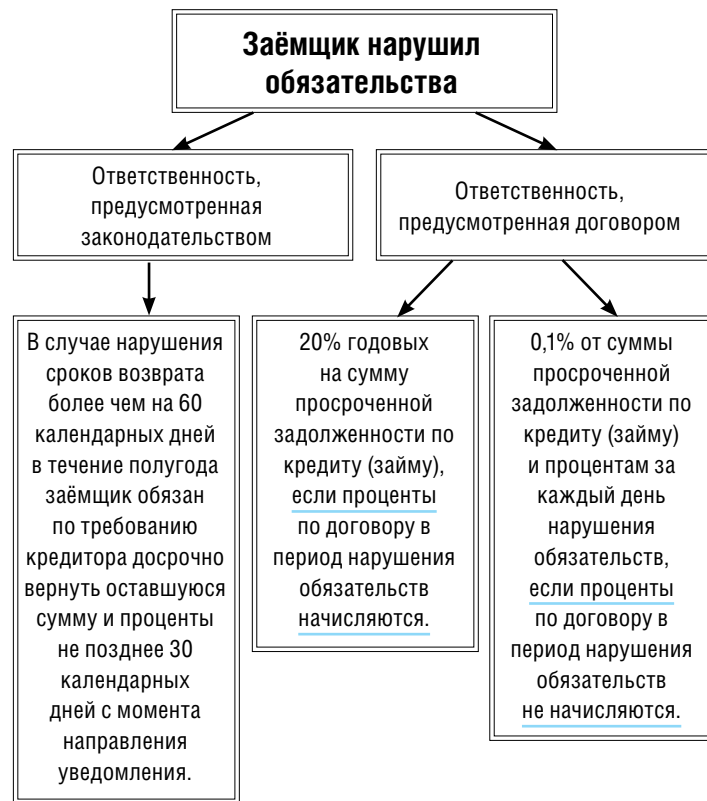 Заёмщик нарушил
обязательства
Ответственность,
предусмотренная
законодательством
Ответственность,
предусмотренная договором
В случае нарушения
сроков возврата
более чем на 60
календарных дней
в течение полугода
заёмщик обязан
по требованию
кредитора досрочно
вернуть оставшуюся
сумму и проценты
не позднее 30
календарных
дней с момента
направления
уведомления.
20% годовых
на сумму
просроченной
задолженности по
кредиту (займу),
если проценты
по договору в
период нарушения
обязательств
начисляются.
0,1% от суммы
просроченной
задолженности по
кредиту (займу)
и процентам за
каждый день
нарушения
обязательств,
если проценты
по договору в
период нарушения
обязательств
не начисляются.